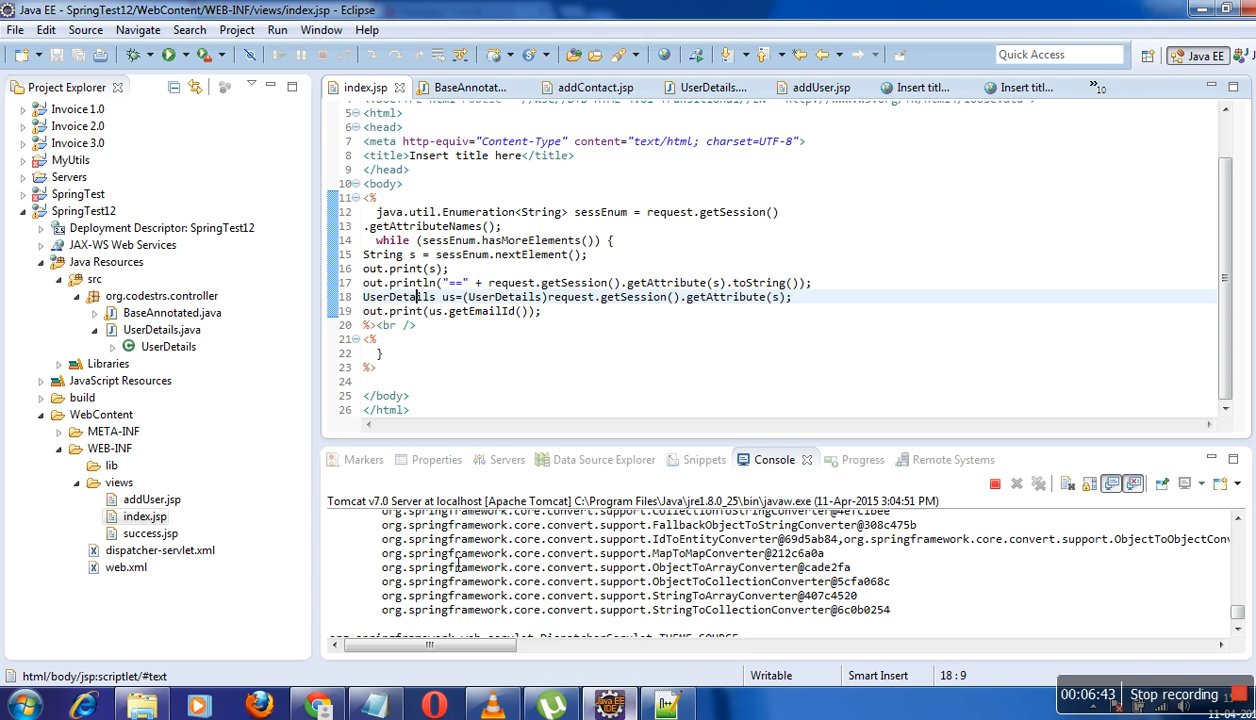 Java EE - SpringTest12/WebContent/WEB-INF/views/index.jsp - Eclipse
File Edit Source Navigate Search Project Run Window Help
Quick Access
Java EE
Project Explorer
Invoice 1.0
Invoice 2.0
Invoice 3.0
MyUtils
Servers
SpringTest
SpringTest12
Deployment Descriptor: SpringTest12
JAX-WS Web Services
Java Resources
src
org.codestrs.controller
BaseAnnotated.java
UserDetails.java
UserDetails
Libraries
JavaScript Resources
build
WebContent
META-INF
WEB-INF
lib
views
addUser.jsp
index.jsp
success.jsp
dispatcher-servlet.xml
web.xml
index.jsp BaseAnnotat... addContact.jsp UserDetails.... addUser.jsp Insert titl... Insert titl... »10
5 <html>
6 <head>
7 <meta http-equiv="Content-Type" content="text/html; charset=UTF-8">
8 <title>Insert title here</title>
9 </head>
10 <body>
11 <%
12 java.util.Enumeration<String> sessEnum = request.getSession()
13 .getAttributeNames();
14 while (sessEnum.hasMoreElements()) {
15 String s = sessEnum.nextElement();
16 out.print(s);
17 out.println("==" + request.getSession().getAttribute(s).toString());
18 UserDetails us=(UserDetails)request.getSession().getAttribute(s);
19 out.print(us.getEmailId());
20 %><br />
21 <%
22 }
23 %>
24
25 </body>
26 </html>
Markers Properties Servers Data Source Explorer Snippets Console Progress Remote Systems
Tomcat v7.0 Server at localhost [Apache Tomcat] C:\Program Files\Java\jre1.8.0_25\bin\javaw.exe (11-Apr-2015 3:04:51 PM)
org.springframework.core.convert.support.CollectionToStringConverter@4efc1bee
org.springframework.core.convert.support.FallbackObjectToStringConverter@308c475b
org.springframework.core.convert.support.IdToEntityConverter@69d5ab84,org.springframework.core.convert.support.ObjectToObjectConv
org.springframework.core.convert.support.MapToMapConverter@212c6a0a
org.springframework.core.convert.support.ObjectToArrayConverter@cade2fa
org.springframework.core.convert.support.ObjectToCollectionConverter@5cfa068c
org.springframework.core.convert.support.StringToArrayConverter@407c4520
org.springframework.core.convert.support.StringToCollectionConverter@6c0b0254
org.springframework.web.servlet.DispatcherServlet.THEME_SOURCE
html/body/jsp:scriptlet/#text
Writable Smart Insert 18 : 9
00:06:43 Stop recording